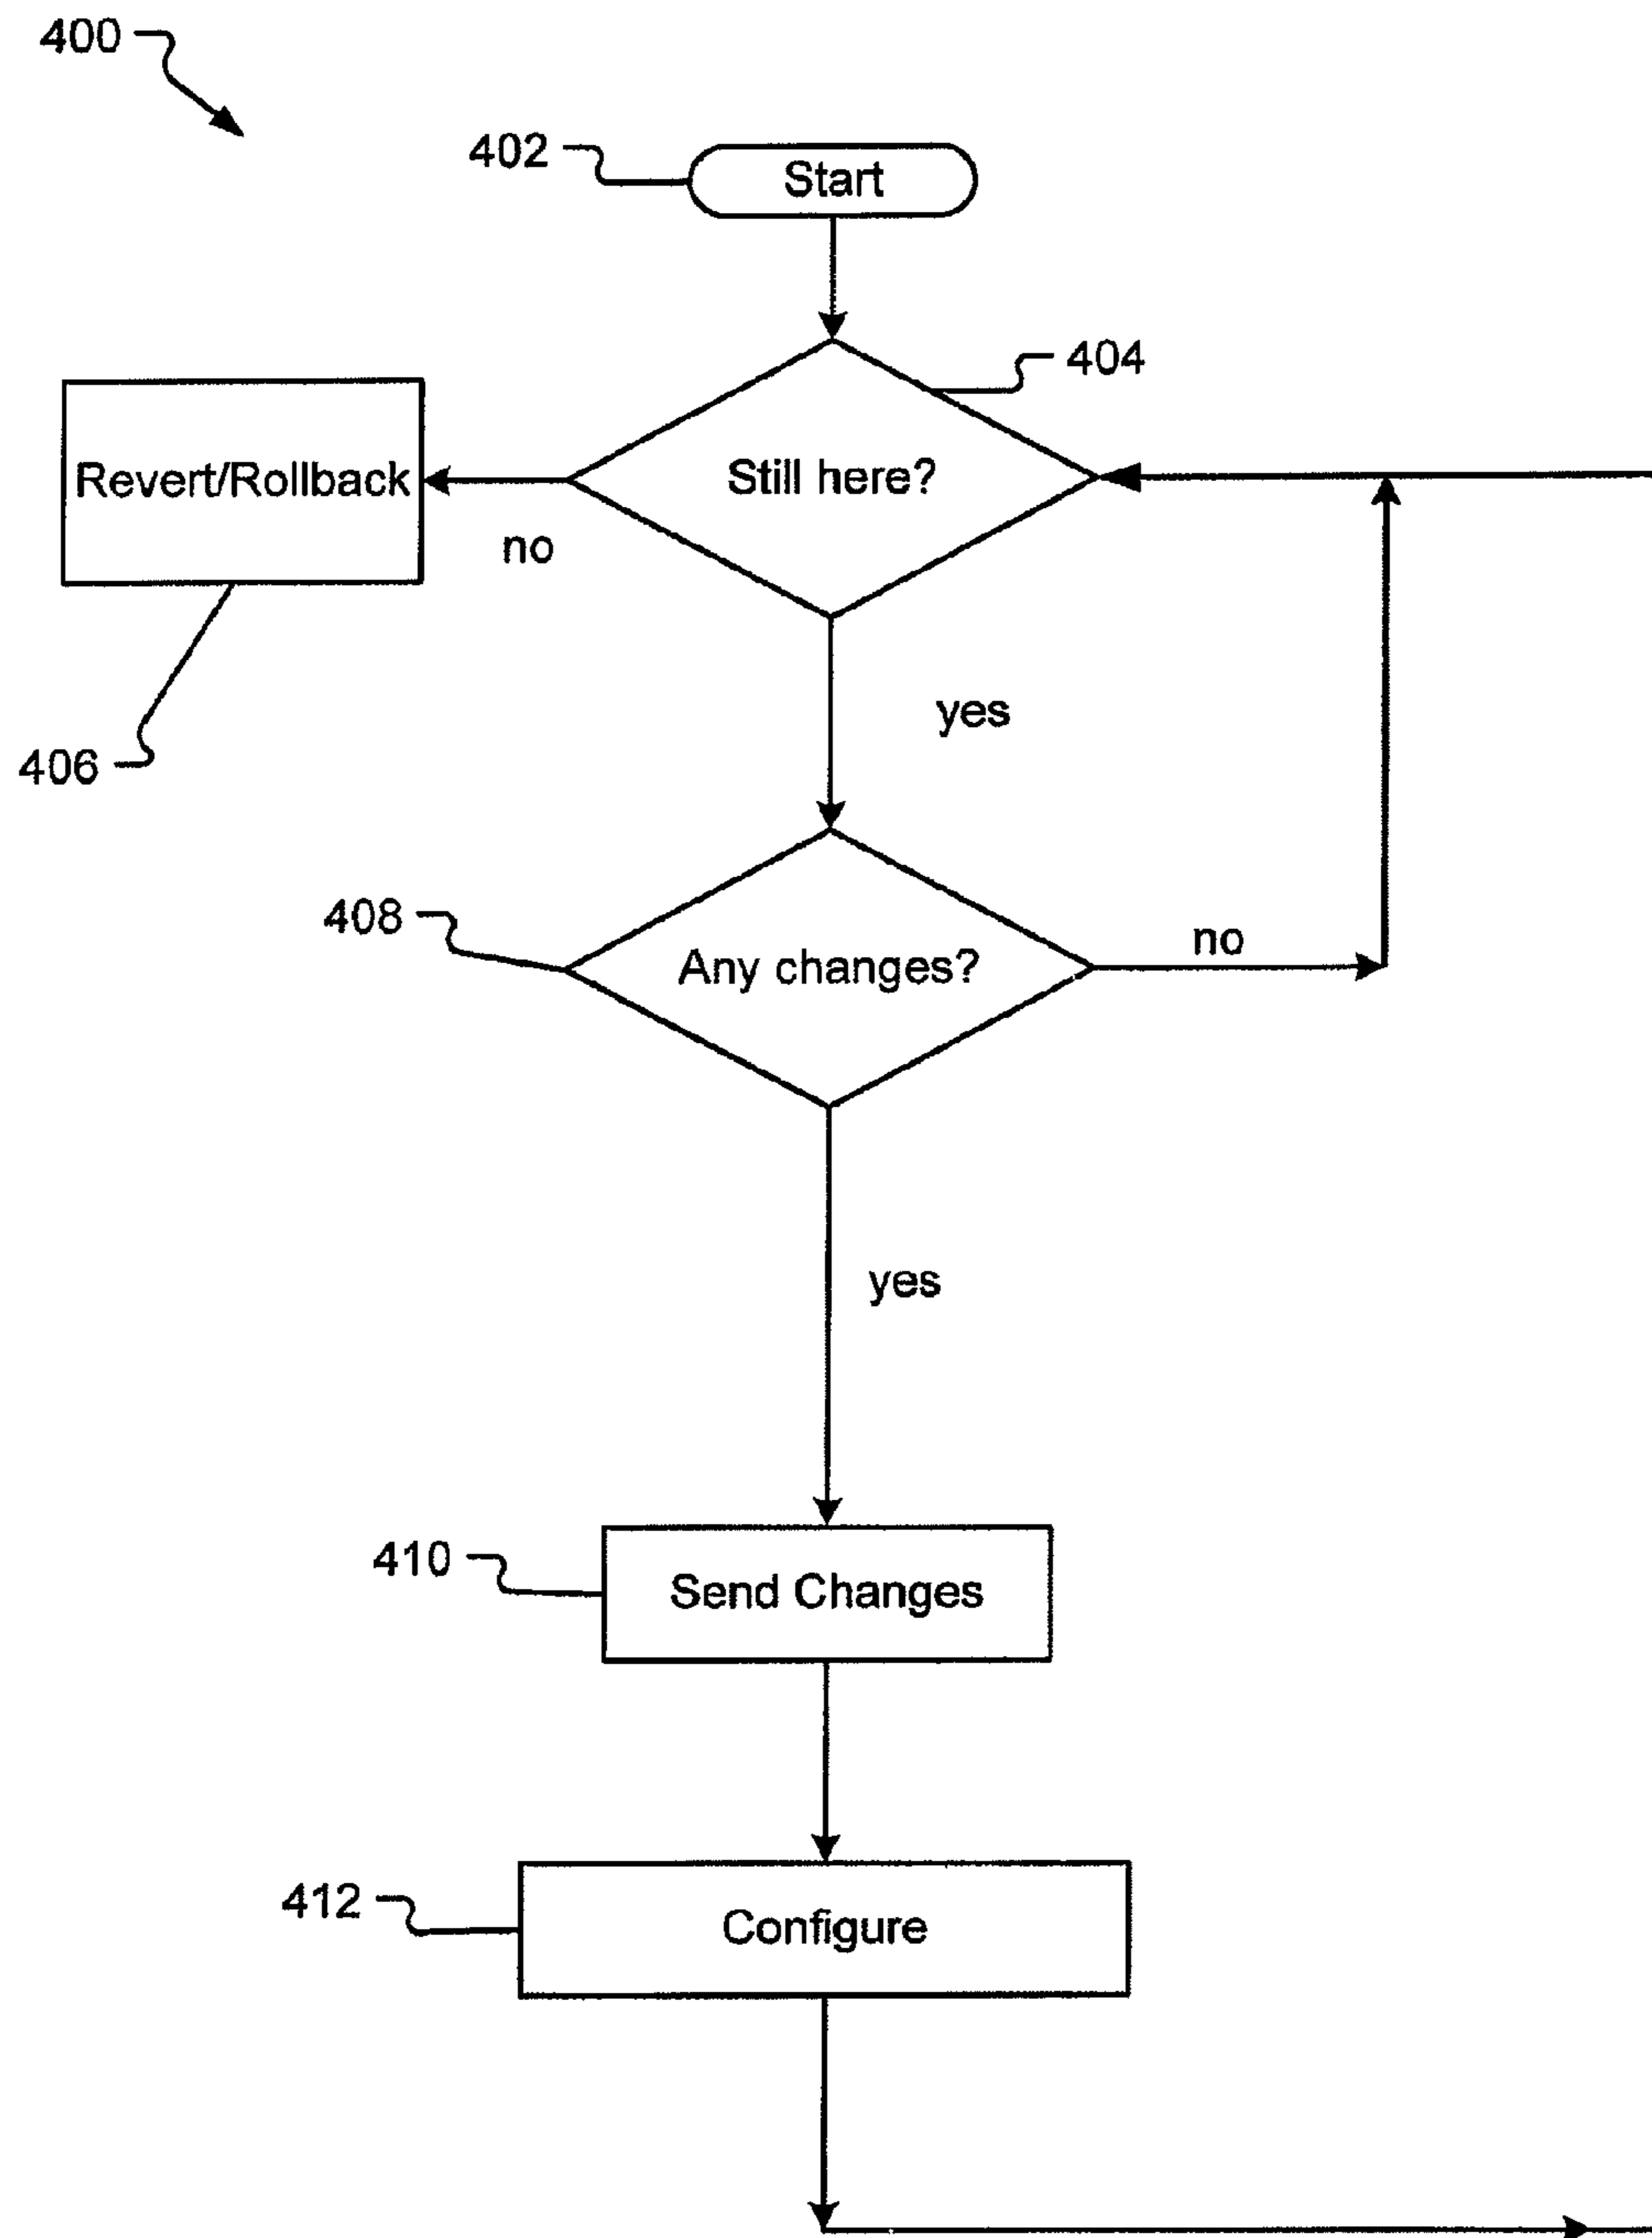 400
402
Start
404
Still here?
Revert/Rollback
no
yes
406
408
Any changes?
no
yes
410
Send Changes
412
Configure